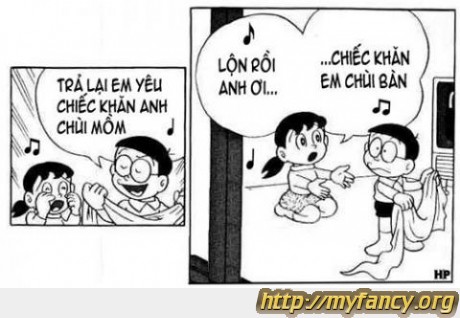 TRẢ LẠI EM YÊU
CHIẾC KHĂN ANH
CHÙI MỒM
LỘN RỒI
ANH ƠI...
...CHIẾC KHĂN
EM CHÙI BÀN
HP
http://myfancy.org